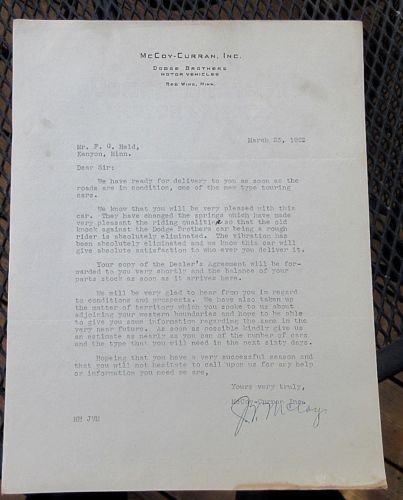 McCoy-Curran, Inc.
Dodge Brothers
Motor Vehicles
Red Wing, Minn.
March 23, 1922
Mr. F. G. Held,
Kenyon, Minn.
Dear Sir:
We have ready for delivery to you as soon as the
roads are in condition, one of the new type touring
cars.
We know that you will be very pleased with this
car. They have changed the springs which have made
very pleasant the riding qualities so that the old
knock against the Dodge Brothers car being a rough
rider is absolutely eliminated. The vibration has
been absolutely eliminated and we know this car will
give absolute satisfaction to who ever you deliver it.
Your copy of the Dealer's Agreement will be for-
warded to you very shortly and the balance of your
parts stock as soon as it arrives here.
We will be very glad to hear from you in regard
to conditions and prospects. We have also taken up
the matter of territory which you spoke to us about
adjoining your western boundaries and hope to be able
to give you some information regarding the same in the
very near future. As soon as possible kindly give us
an estimate as nearly as you can of the number of cars
and the type that you will need in the next sixty days.
Hoping that you have a very successful season and
that you will not hesitate to call upon us for any help
or information you need we are,
Yours very truly,
McCoy-Curran Inc.
J. V. McCoy